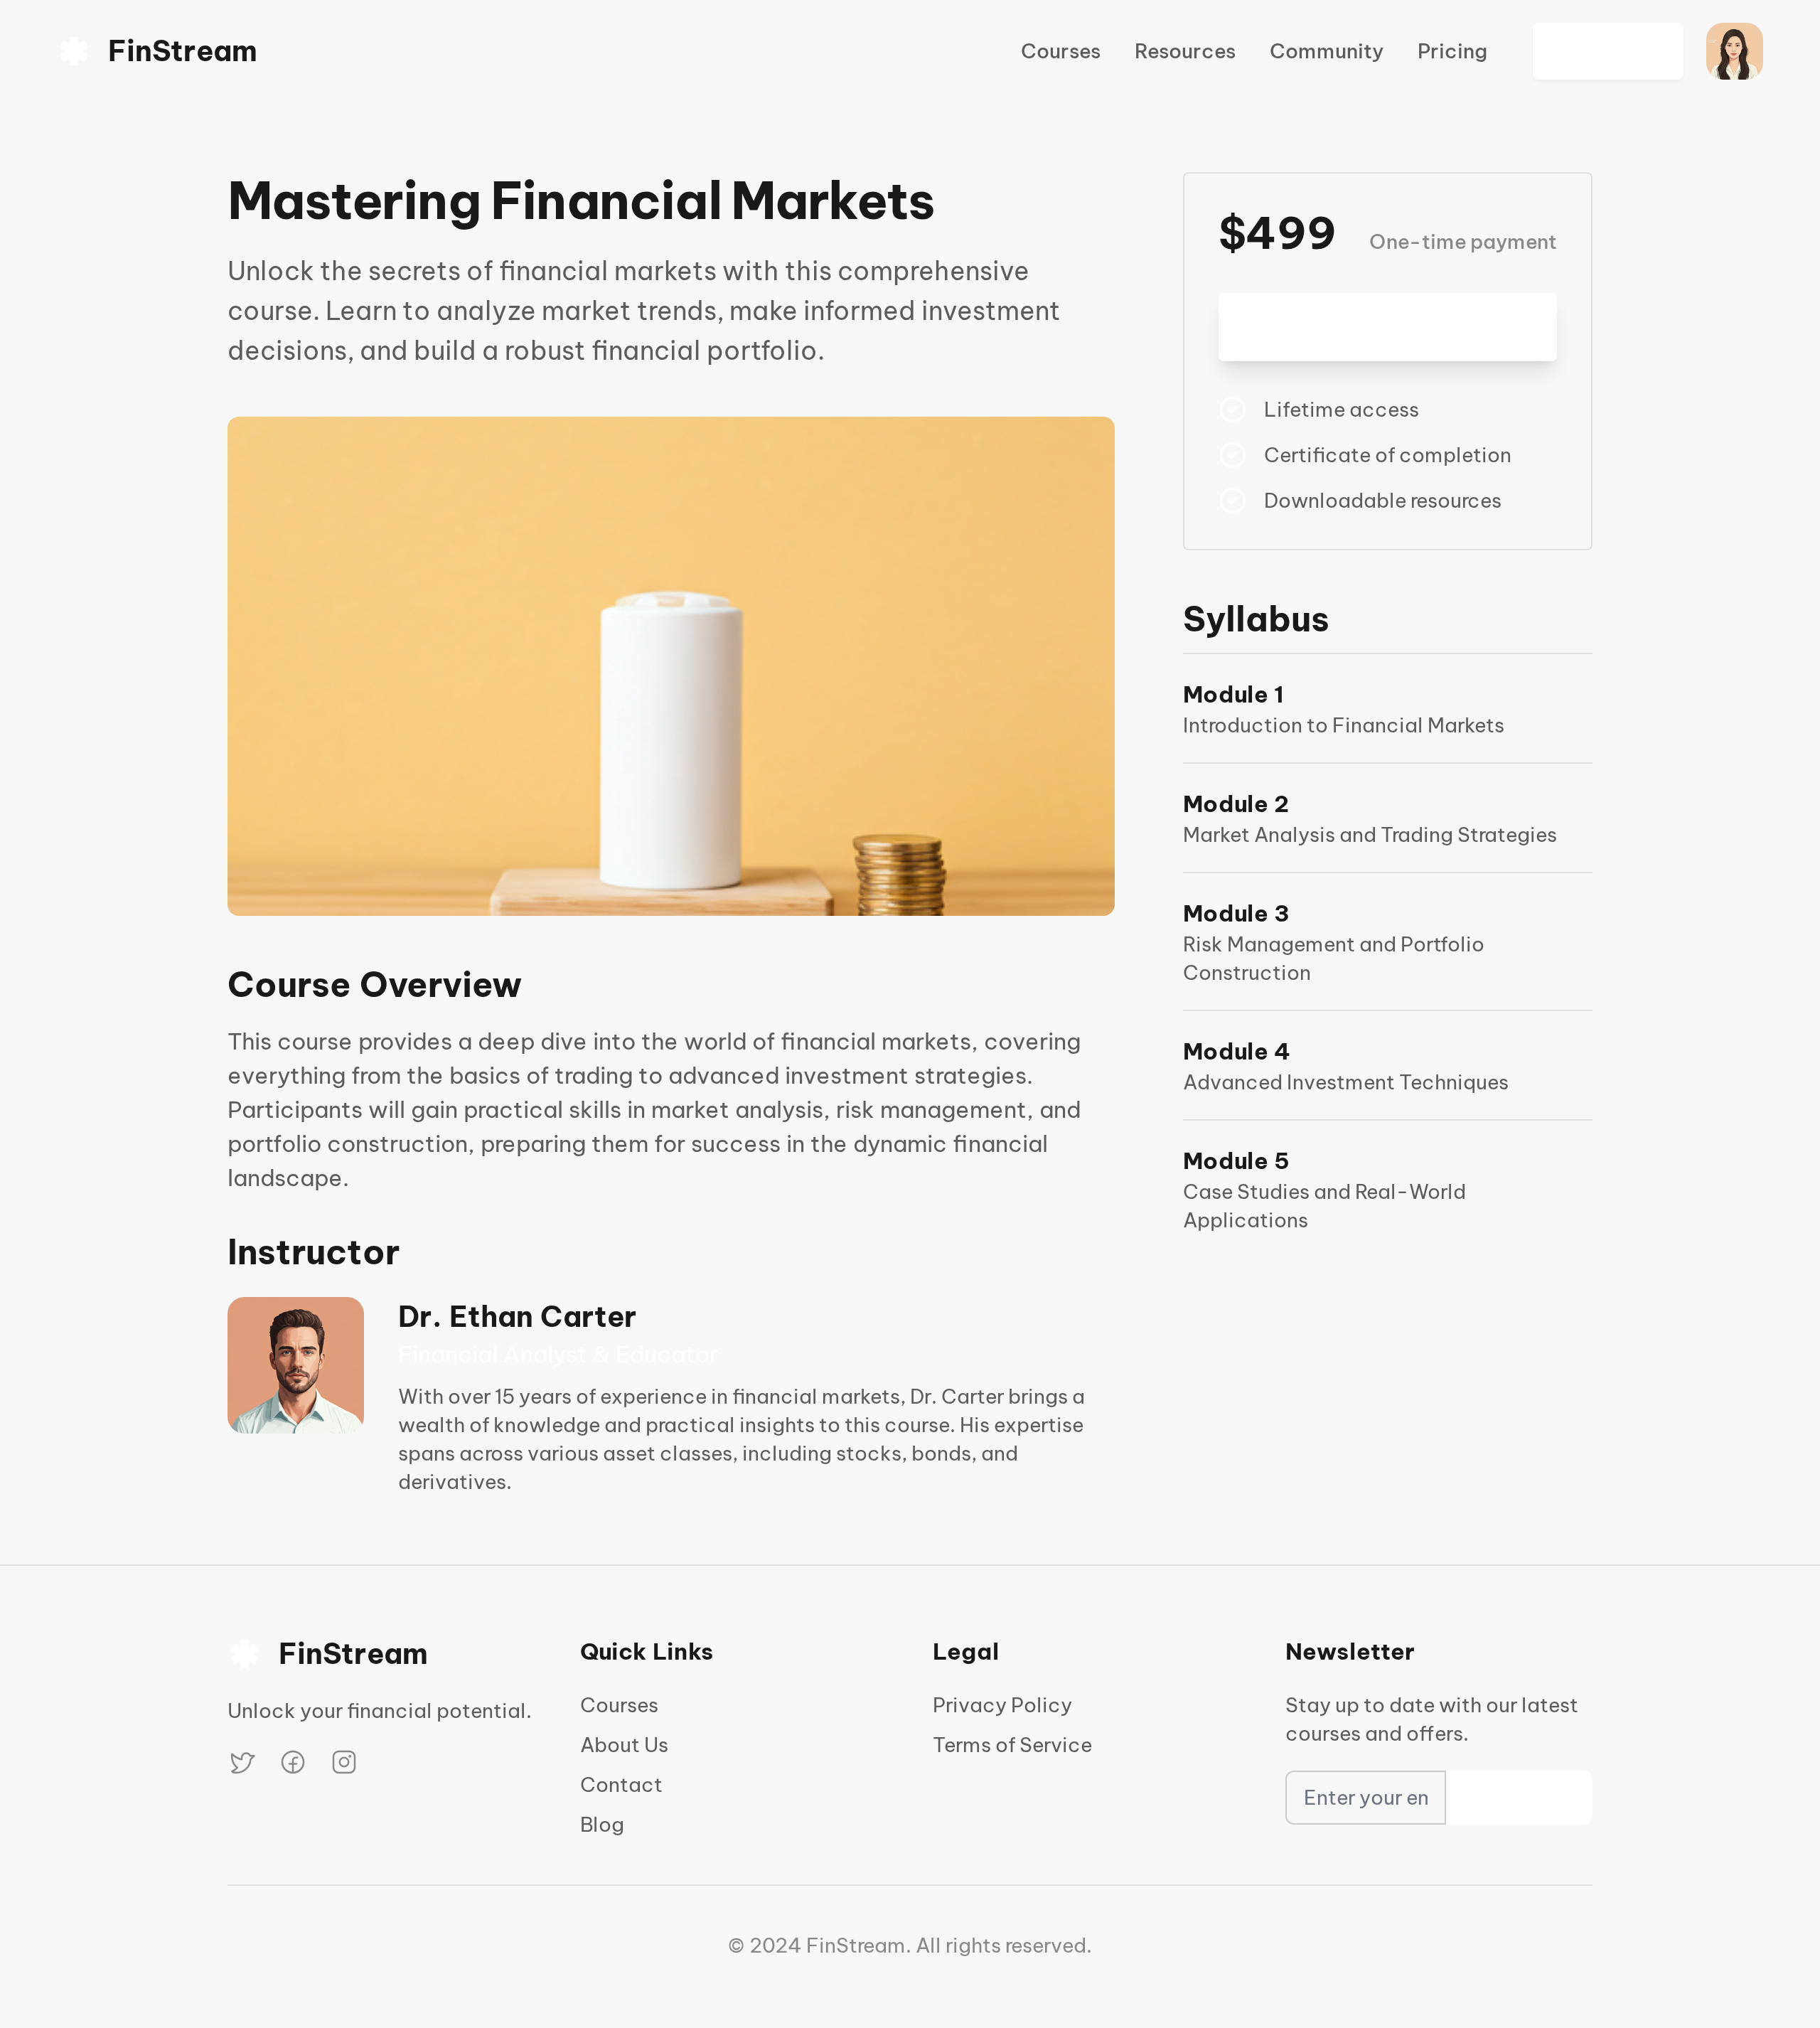 FinStream
Courses
Resources
Community
Pricing
Mastering Financial Markets
Unlock the secrets of financial markets with this comprehensive
course. Learn to analyze market trends, make informed investment
decisions, and build a robust financial portfolio.
Course Overview
This course provides a deep dive into the world of financial markets, covering
everything from the basics of trading to advanced investment strategies.
Participants will gain practical skills in market analysis, risk management, and
portfolio construction, preparing them for success in the dynamic financial
landscape.
Instructor
Dr. Ethan Carter
Financial Analyst & Educator
With over 15 years of experience in financial markets, Dr. Carter brings a
wealth of knowledge and practical insights to this course. His expertise
spans across various asset classes, including stocks, bonds, and
derivatives.
$499
One-time payment
Lifetime access
Certificate of completion
Downloadable resources
Syllabus
Module 1
Introduction to Financial Markets
Module 2
Market Analysis and Trading Strategies
Module 3
Risk Management and Portfolio
Construction
Module 4
Advanced Investment Techniques
Module 5
Case Studies and Real-World
Applications
FinStream
Unlock your financial potential.
Quick Links
Courses
About Us
Contact
Blog
Legal
Privacy Policy
Terms of Service
Newsletter
Stay up to date with our latest
courses and offers.
Enter your en
© 2024 FinStream. All rights reserved.